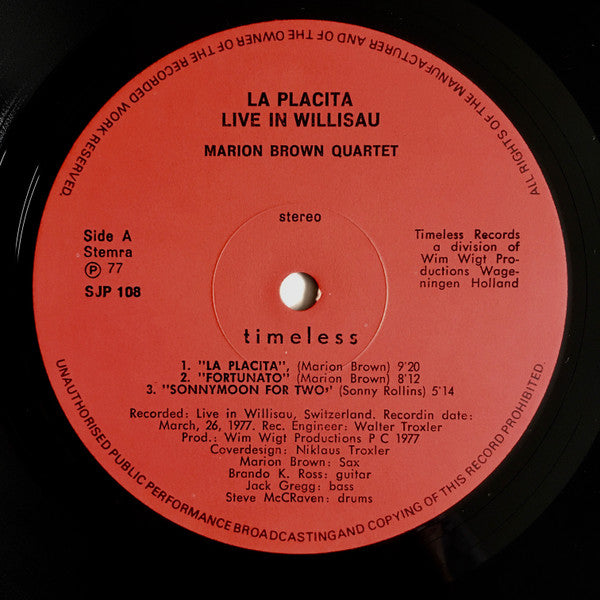 ALL RIGHTS OF THE MANUFACTURER AND OF THE OWNER OF THE RECORDED WORK RESERVED.
LA PLACITA
LIVE IN WILLISAU
MARION BROWN QUARTET
stereo
Side A
Stemra
Ⓟ 77
SJP 108
Timeless Records
a division of
Wim Wigt Pro-
ductions Wage-
ningen Holland
timeless
1. "LA PLACITA", (Marion Brown) 9'20
2. "FORTUNATO" (Marion Brown) 8'12
3. "SONNYMOON FOR TWO" (Sonny Rollins) 5'14
Recorded: Live in Willisau, Switzerland. Recordin date:
March, 26, 1977. Rec. Engineer: Walter Troxler
Prod.: Wim Wigt Productions P C 1977
Coverdesign: Niklaus Troxler
Marion Brown: Sax
Brando K. Ross: guitar
Jack Gregg: bass
Steve McCraven: drums
UNAUTHORISED PUBLIC PERFORMANCE BROADCASTINGAND COPYING OF THIS RECORD PROHIBITED.